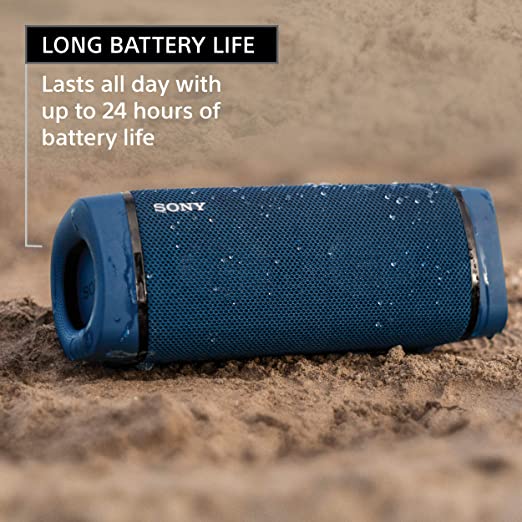 LONG BATTERY LIFE
Lasts all day with
up to 24 hours of
battery life
SONY